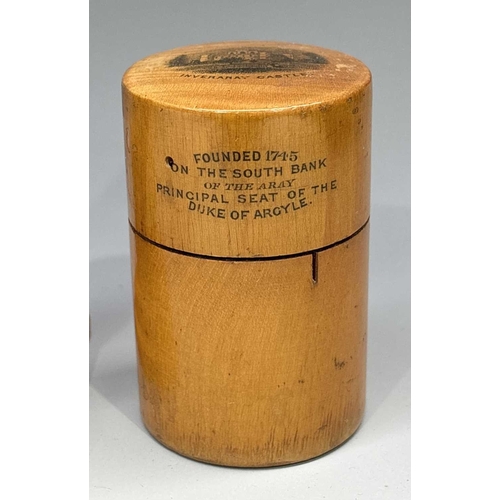 INVERARAY CASTLE
FOUNDED 1745
ON THE SOUTH BANK
OF THE ARAY
PRINCIPAL SEAT OF THE
DUKE OF ARGYLE.